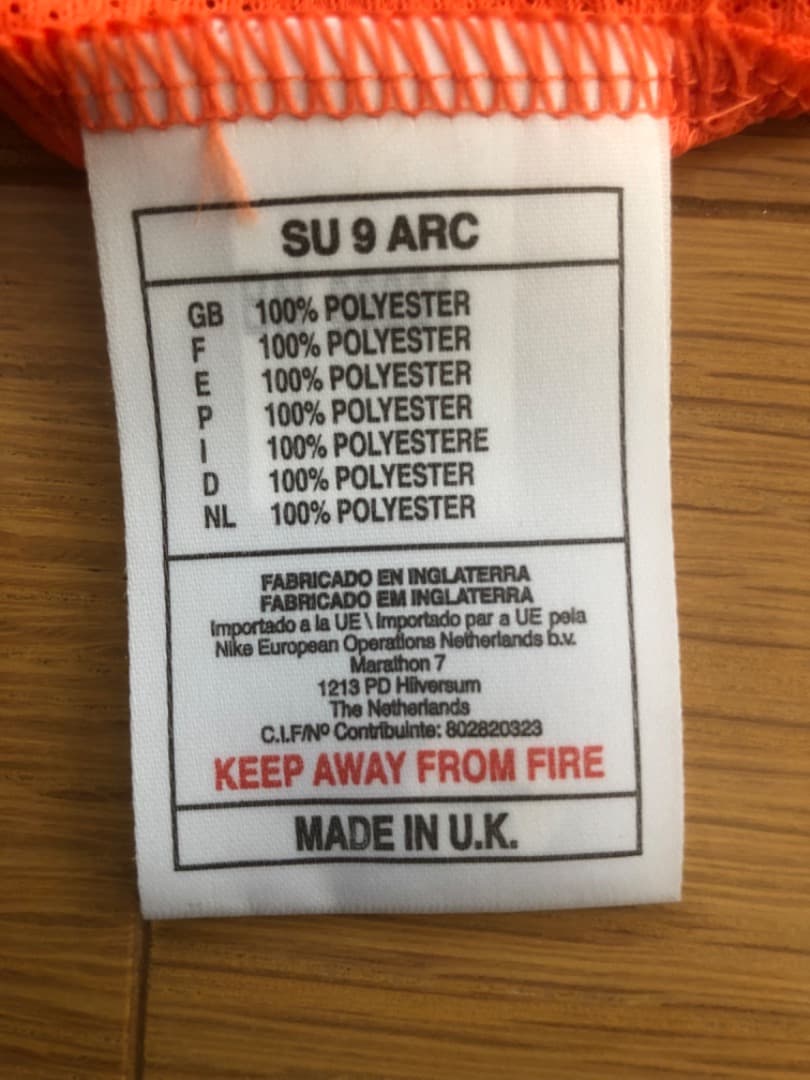 SU 9 ARC
GB 100% POLYESTER
F 100% POLYESTER
E 100% POLYESTER
P 100% POLYESTER
I 100% POLYESTERE
D 100% POLYESTER
NL 100% POLYESTER
FABRICADO EN INGLATERRA
FABRICADO EM INGLATERRA
Importado a la UE \ Importado par a UE pela
Nike European Operations Netherlands b.v.
Marathon 7
1213 PD Hilversum
The Netherlands
C.I.F/Nº Contribuinte: 802820323
KEEP AWAY FROM FIRE
MADE IN U.K.